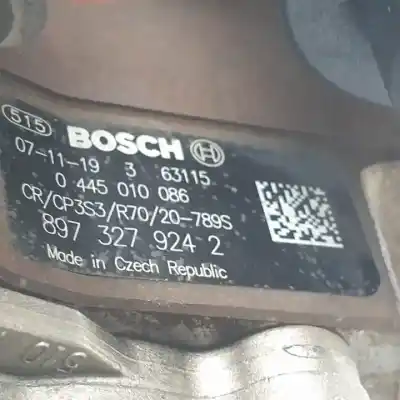 515 BOSCH
07-11-19 3 63115
0 445 010 086
CR/CP3S3/R70/20-789S
897 327 924 2
Made in Czech Republic